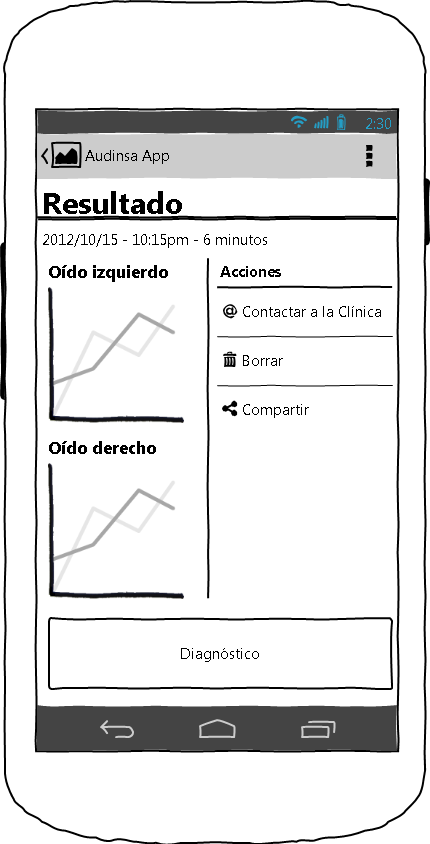 2:30
Audinsa App
Resultado
2012/10/15 - 10:15pm - 6 minutos
Oído izquierdo
Oído derecho
Acciones
@ Contactar a la Clínica
Borrar
Compartir
Diagnóstico